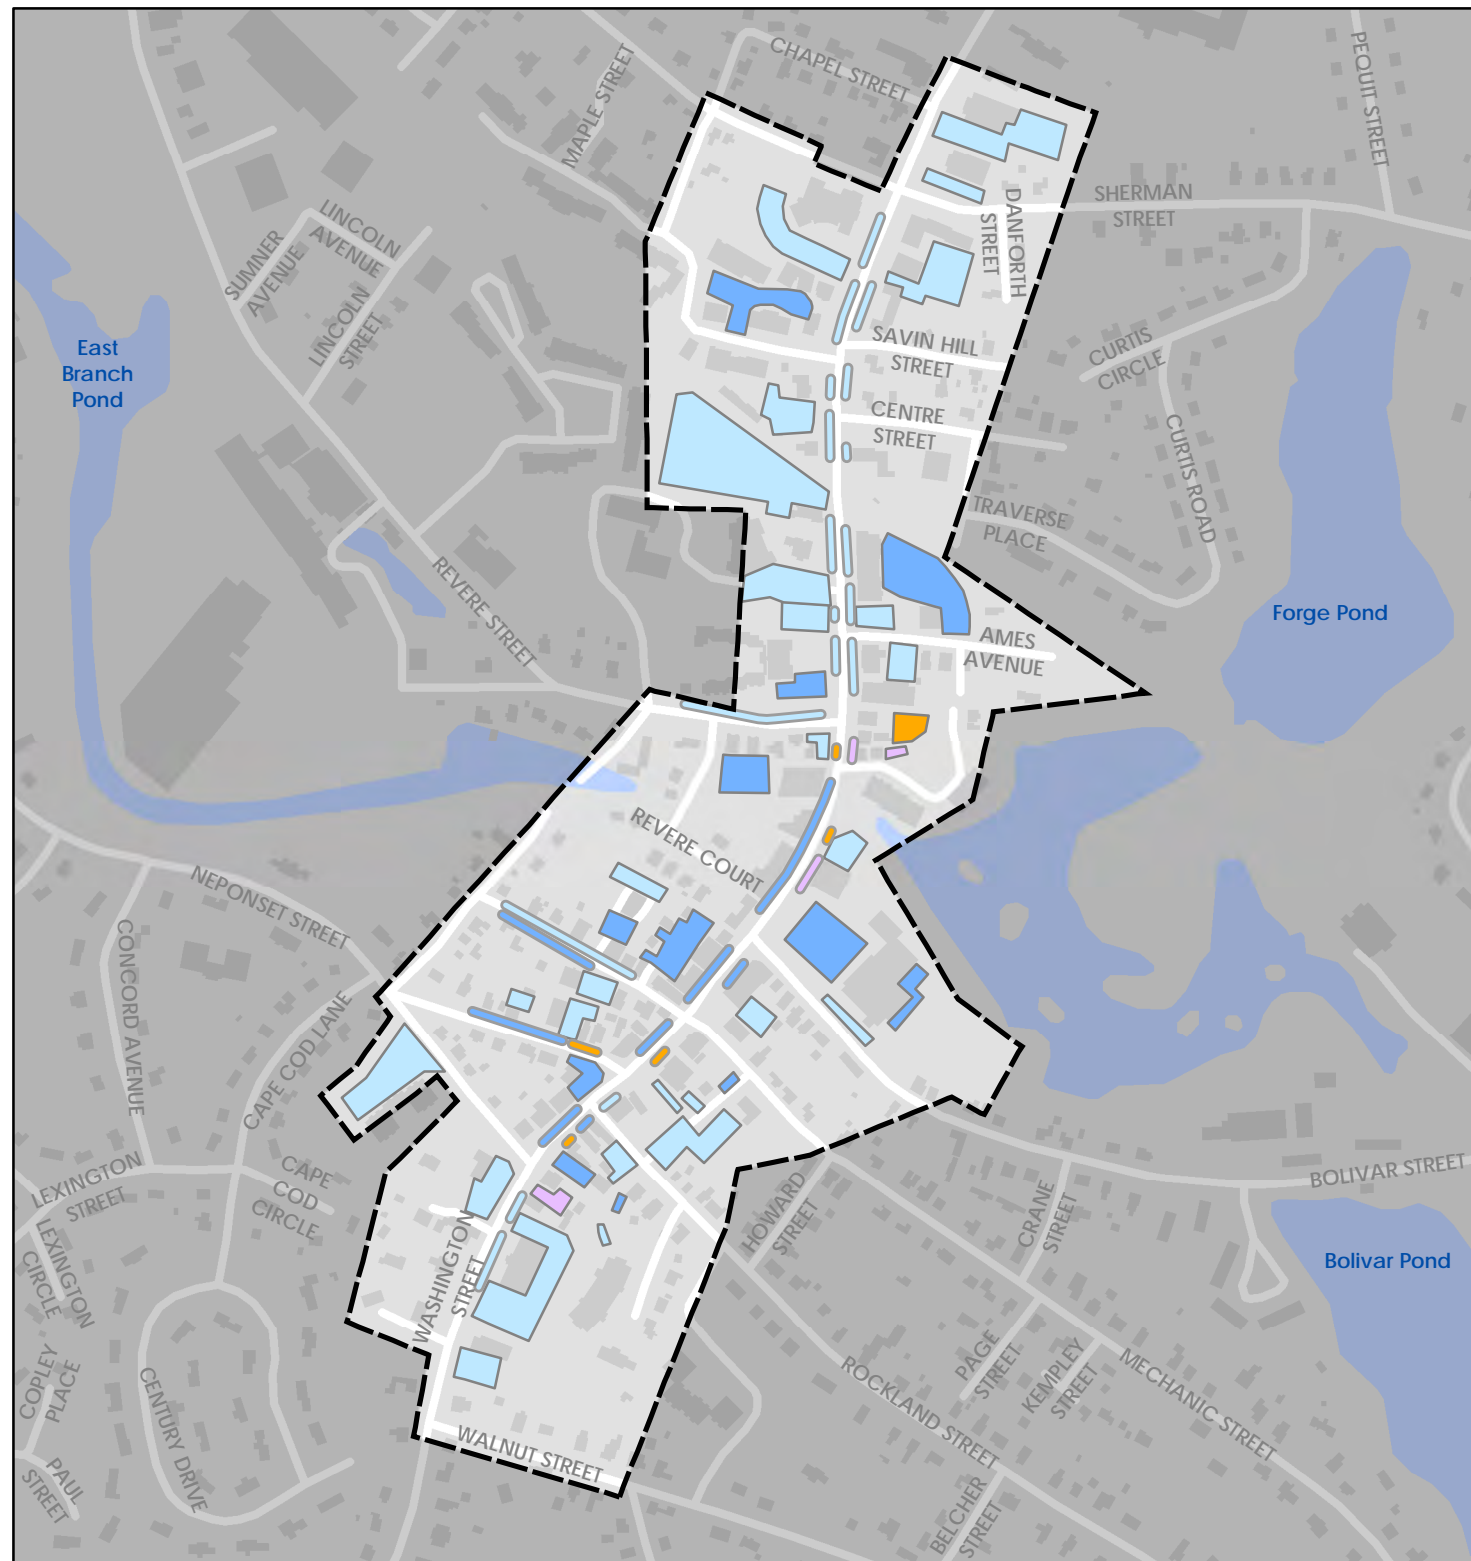 CHAPEL STREET
MAPLE STREET
PEQUIT STREET
SHERMAN
STREET
DANFORTH
STREET
LINCOLN
AVENUE
SUMNER
AVENUE
LINCOLN
STREET
East
Branch
Pond
SAVIN HILL
STREET
CURTIS
CIRCLE
CENTRE
STREET
CURTIS ROAD
TRAVERSE
PLACE
REVERE STREET
Forge Pond
AMES
AVENUE
REVERE COURT
NEPONSET STREET
CONCORD AVENUE
CAPE COD LANE
LEXINGTON
STREET
CAPE
COD
CIRCLE
LEXINGTON
CIRCLE
WASHINGTON
STREET
HOWARD
STREET
CRANE
STREET
BOLIVAR STREET
Bolivar Pond
COPLEY
PLACE
CENTURY DRIVE
PAUL
STREET
WALNUT STREET
ROCKLAND STREET
PAGE
STREET
KEMPLEY
STREET
MECHANIC STREET
BELCHER
STREET